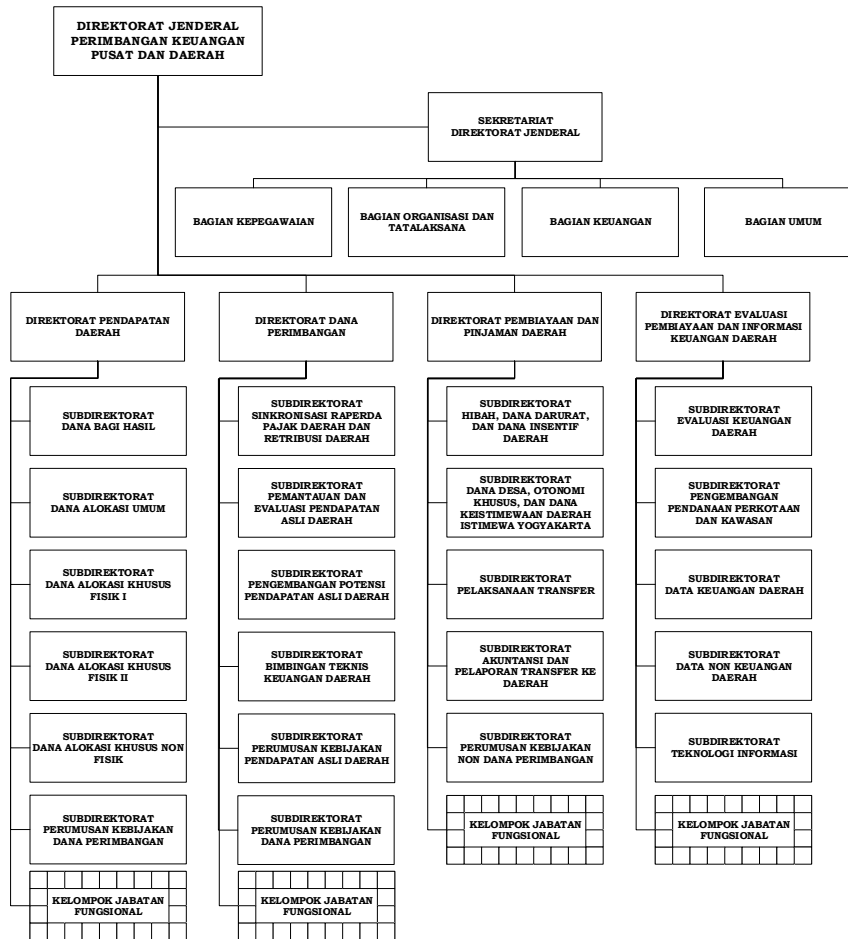 DIREKTORAT JENDERAL
PERIMBANGAN KEUANGAN
PUSAT DAN DAERAH
SEKRETARIAT
DIREKTORAT JENDERAL
BAGIAN KEPEGAWAIAN
BAGIAN ORGANISASI DAN
TATALAKSANA
BAGIAN KEUANGAN
BAGIAN UMUM
DIREKTORAT PENDAPATAN
DAERAH
SUBDIREKTORAT
DANA BAGI HASIL
SUBDIREKTORAT
DANA ALOKASI UMUM
SUBDIREKTORAT
DANA ALOKASI KHUSUS
FISIK I
SUBDIREKTORAT
DANA ALOKASI KHUSUS
FISIK II
SUBDIREKTORAT
DANA ALOKASI KHUSUS NON
FISIK
SUBDIREKTORAT
PERUMUSAN KEBIJAKAN
DANA PERIMBANGAN
KELOMPOK JABATAN
FUNGSIONAL
DIREKTORAT DANA
PERIMBANGAN
SUBDIREKTORAT
SINKRONISASI RAPERDA
PAJAK DAERAH DAN
RETRIBUSI DAERAH
SUBDIREKTORAT
PEMANTAUAN DAN
EVALUASI PENDAPATAN
ASLI DAERAH
SUBDIREKTORAT
PENGEMBANGAN POTENSI
PENDAPATAN ASLI DAERAH
SUBDIREKTORAT
BIMBINGAN TEKNIS
KEUANGAN DAERAH
SUBDIREKTORAT
PERUMUSAN KEBIJAKAN
PENDAPATAN ASLI DAERAH
SUBDIREKTORAT
PERUMUSAN KEBIJAKAN
DANA PERIMBANGAN
KELOMPOK JABATAN
FUNGSIONAL
DIREKTORAT PEMBIAYAAN DAN
PINJAMAN DAERAH
SUBDIREKTORAT
HIBAH, DANA DARURAT,
DAN DANA INSENTIF
DAERAH
SUBDIREKTORAT
DANA DESA, OTONOMI
KHUSUS, DAN DANA
KEISTIMEWAAN DAERAH
ISTIMEWA YOGYAKARTA
SUBDIREKTORAT
PELAKSANAAN TRANSFER
SUBDIREKTORAT
AKUNTANSI DAN
PELAPORAN TRANSFER KE
DAERAH
SUBDIREKTORAT
PERUMUSAN KEBIJAKAN
NON DANA PERIMBANGAN
KELOMPOK JABATAN
FUNGSIONAL
DIREKTORAT EVALUASI
PEMBIAYAAN DAN INFORMASI
KEUANGAN DAERAH
SUBDIREKTORAT
EVALUASI KEUANGAN
DAERAH
SUBDIREKTORAT
PENGEMBANGAN
PENDANAAN PERKOTAAN
DAN KAWASAN
SUBDIREKTORAT
DATA KEUANGAN DAERAH
SUBDIREKTORAT
DATA NON KEUANGAN
DAERAH
SUBDIREKTORAT
TEKNOLOGI INFORMASI
KELOMPOK JABATAN
FUNGSIONAL